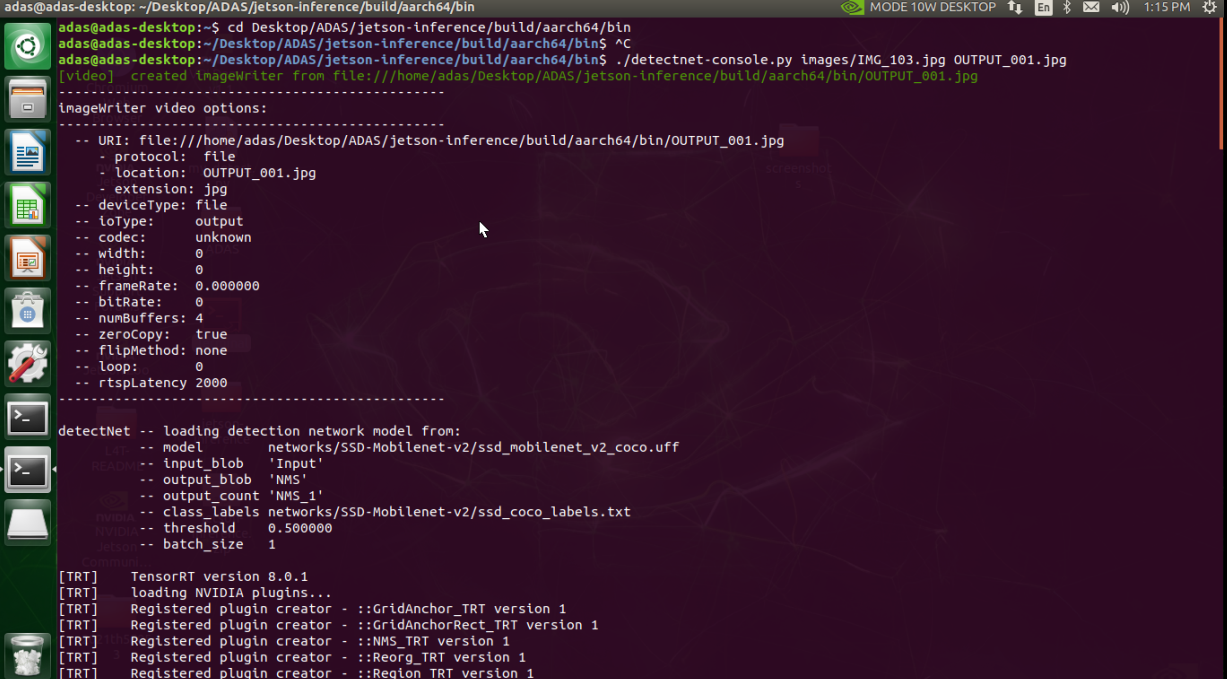 adas@adas-desktop: ~/Desktop/ADAS/jetson-inference/build/aarch64/bin
MODE 10W DESKTOP En 1:15 PM
adas@adas-desktop:~$ cd Desktop/ADAS/jetson-inference/build/aarch64/bin
adas@adas-desktop:~/Desktop/ADAS/jetson-inference/build/aarch64/bin$ ^C
adas@adas-desktop:~/Desktop/ADAS/jetson-inference/build/aarch64/bin$ ./detectnet-console.py images/IMG_103.jpg OUTPUT_001.jpg
[video]  created imageWriter from file:///home/adas/Desktop/ADAS/jetson-inference/build/aarch64/bin/OUTPUT_001.jpg
------------------------------------------------
imageWriter video options:
------------------------------------------------
  -- URI: file:///home/adas/Desktop/ADAS/jetson-inference/build/aarch64/bin/OUTPUT_001.jpg
     - protocol:  file
     - location:  OUTPUT_001.jpg
     - extension: jpg
  -- deviceType: file
  -- ioType:     output
  -- codec:      unknown
  -- width:      0
  -- height:     0
  -- frameRate:  0.000000
  -- bitRate:    0
  -- numBuffers: 4
  -- zeroCopy:   true
  -- flipMethod: none
  -- loop:       0
  -- rtspLatency 2000
------------------------------------------------
detectNet -- loading detection network model from:
          -- model        networks/SSD-Mobilenet-v2/ssd_mobilenet_v2_coco.uff
          -- input_blob   'Input'
          -- output_blob  'NMS'
          -- output_count 'NMS_1'
          -- class_labels networks/SSD-Mobilenet-v2/ssd_coco_labels.txt
          -- threshold    0.500000
          -- batch_size   1
[TRT]    TensorRT version 8.0.1
[TRT]    loading NVIDIA plugins...
[TRT]    Registered plugin creator - ::GridAnchor_TRT version 1
[TRT]    Registered plugin creator - ::GridAnchorRect_TRT version 1
[TRT]    Registered plugin creator - ::NMS_TRT version 1
[TRT]    Registered plugin creator - ::Reorg_TRT version 1
[TRT]    Registered plugin creator - ::Region_TRT version 1